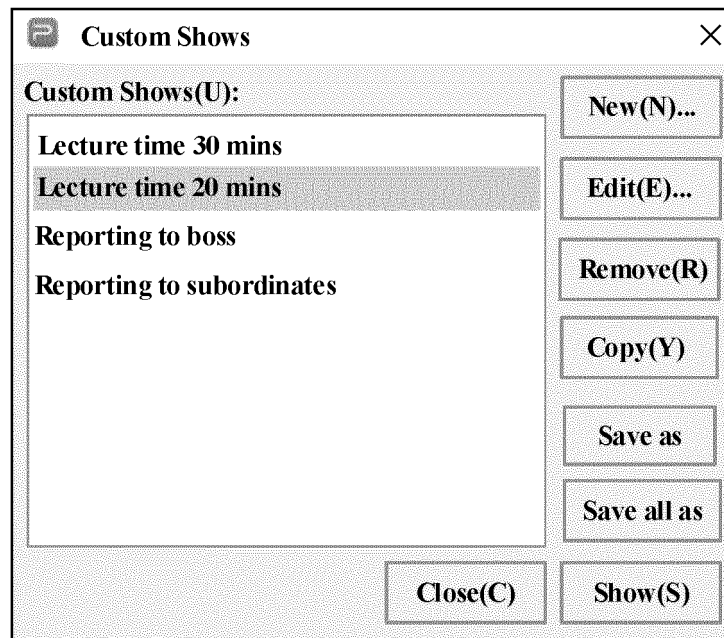 Custom Shows
Custom Shows(U):
Lecture time 30 mins
Lecture time 20 mins
Reporting to boss
Reporting to subordinates
New(N)...
Edit(E)...
Remove(R)
Copy(Y)
Save as
Save all as
Close(C)
Show(S)